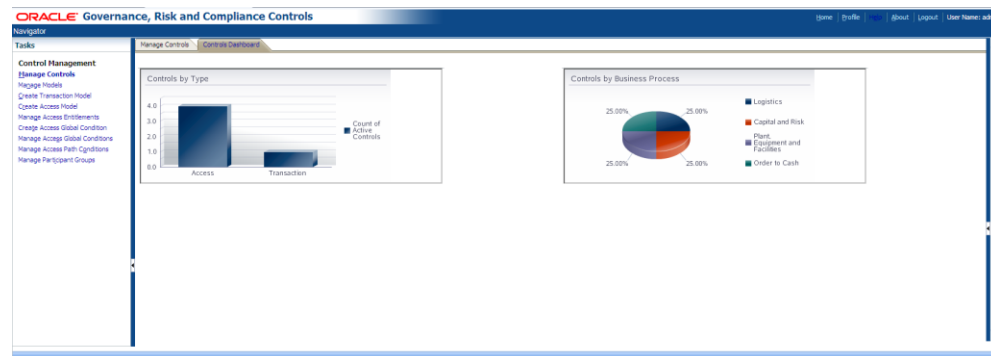 ORACLE Governance, Risk and Compliance Controls
Home Profile Help About Logout User Name: ad
Navigator
Tasks
Manage Controls Controls Dashboard
Control Management
Manage Controls
Manage Models
Create Transaction Model
Create Access Model
Manage Access Entitlements
Create Access Global Condition
Manage Access Global Conditions
Manage Access Path Conditions
Manage Participant Groups
Controls by Type
4.0
3.0
2.0
1.0
0.0
Access Transaction
Count of
Active
Controls
Controls by Business Process
25.00% 25.00%
25.00% 25.00%
Logistics
Capital and Risk
Plant,
Equipment and
Facilities
Order to Cash